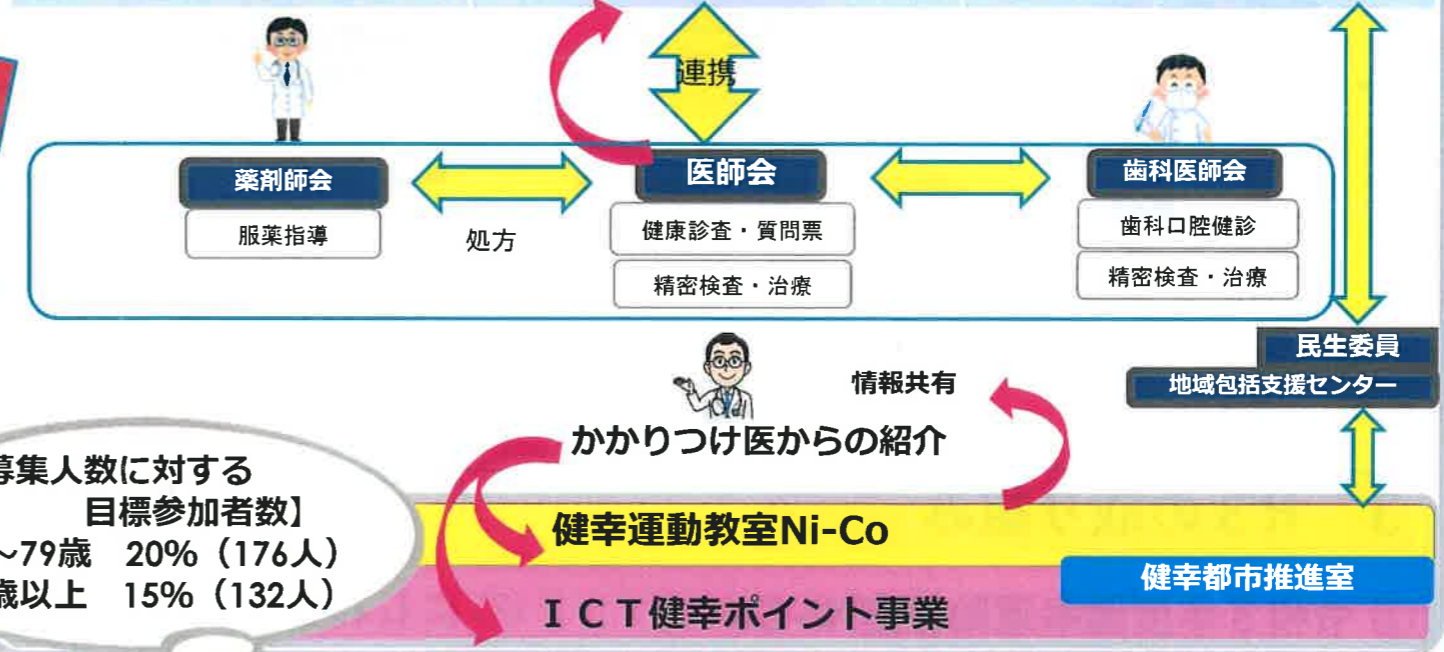 連携
薬剤師会
医師会
歯科医師会
服薬指導
処方
健康診査・質問票
歯科口腔健診
精密検査・治療
精密検査・治療
民生委員
地域包括支援センター
情報共有
かかりつけ医からの紹介
募集人数に対する
目標参加者数】
~79歳 20%（176人）
歳以上 15%（132人）
健幸運動教室Ni-Co
健幸都市推進室
ＩＣＴ健幸ポイント事業